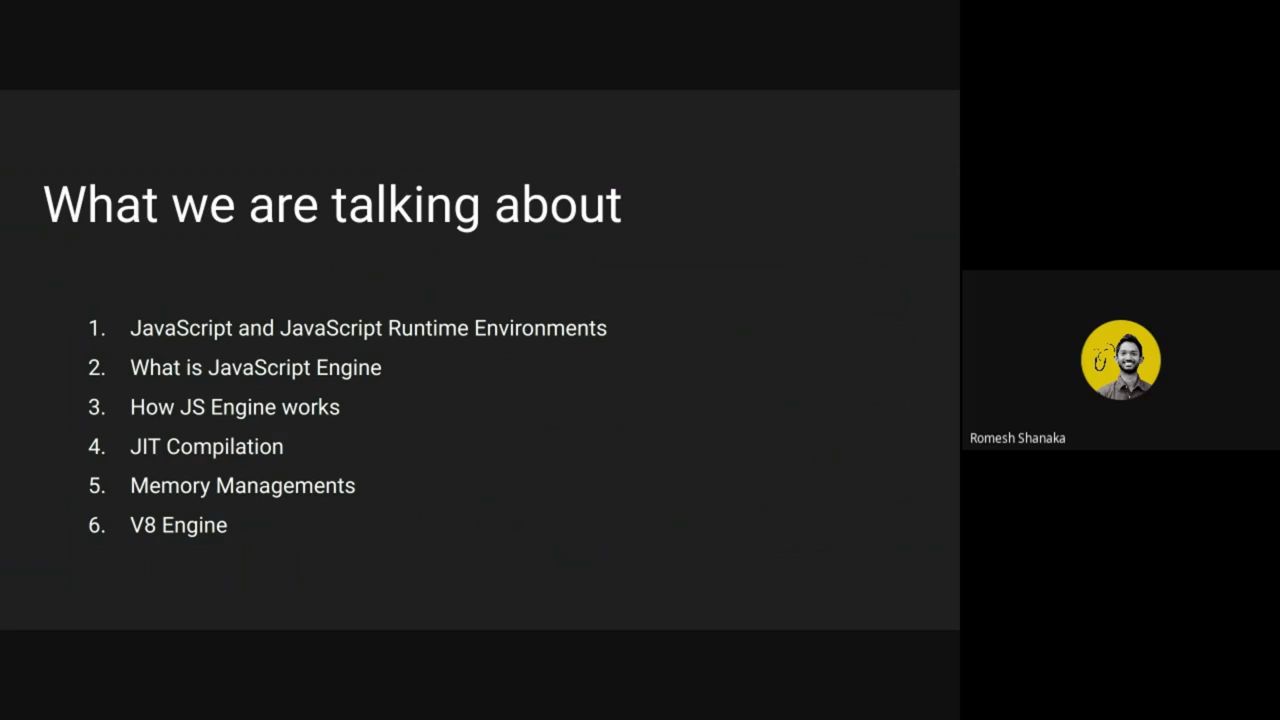 What we are talking about
1. JavaScript and JavaScript Runtime Environments
2. What is JavaScript Engine
3. How JS Engine works
4. JIT Compilation
5. Memory Managements
6. V8 Engine
Romesh Shanaka